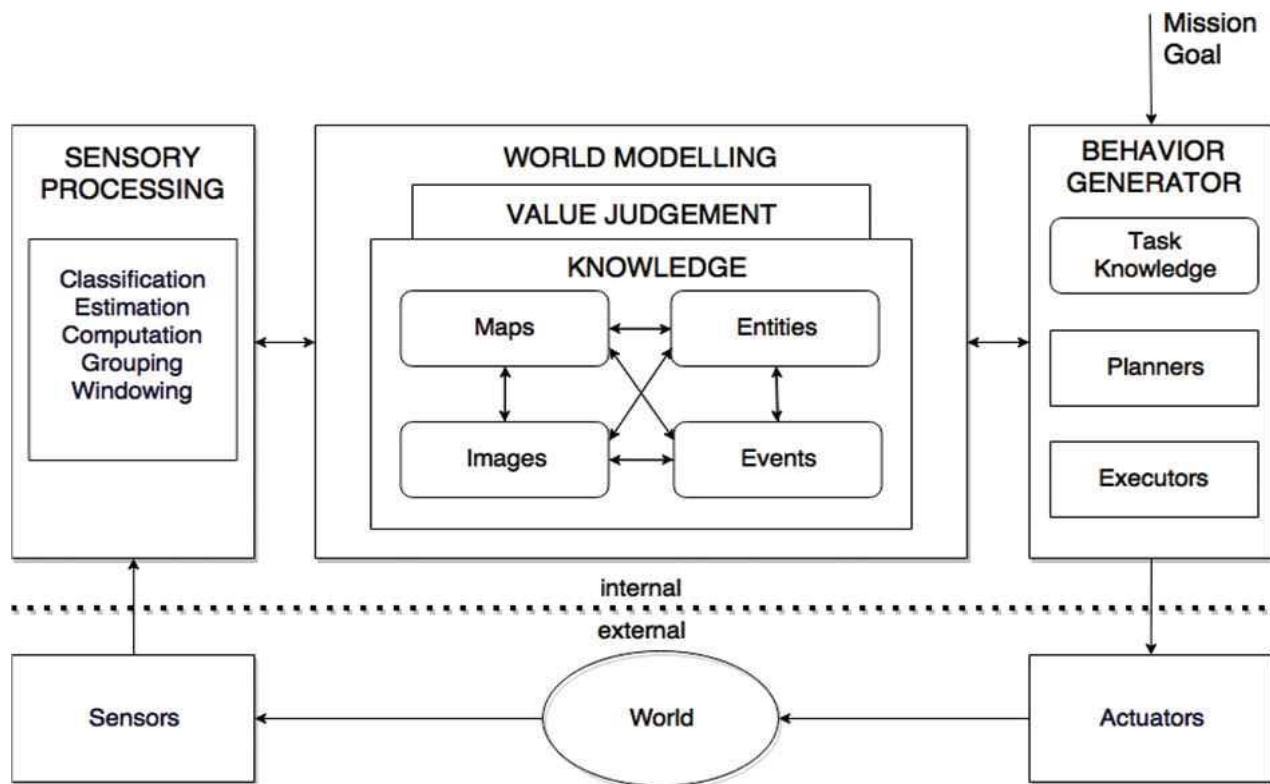 Mission
Goal
SENSORY
PROCESSING
Classification
Estimation
Computation
Grouping
Windowing
WORLD MODELLING
VALUE JUDGEMENT
KNOWLEDGE
Maps
Entities
Images
Events
BEHAVIOR
GENERATOR
Task
Knowledge
Planners
Executors
internal
external
Sensors
World
Actuators